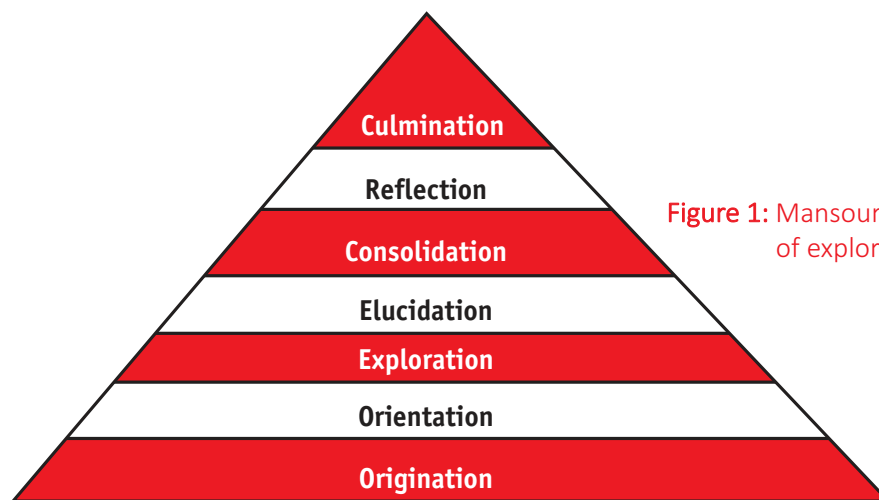 Culmination
Reflection
Figure 1: Mansour
of explor
Consolidation
Elucidation
Exploration
Orientation
Origination